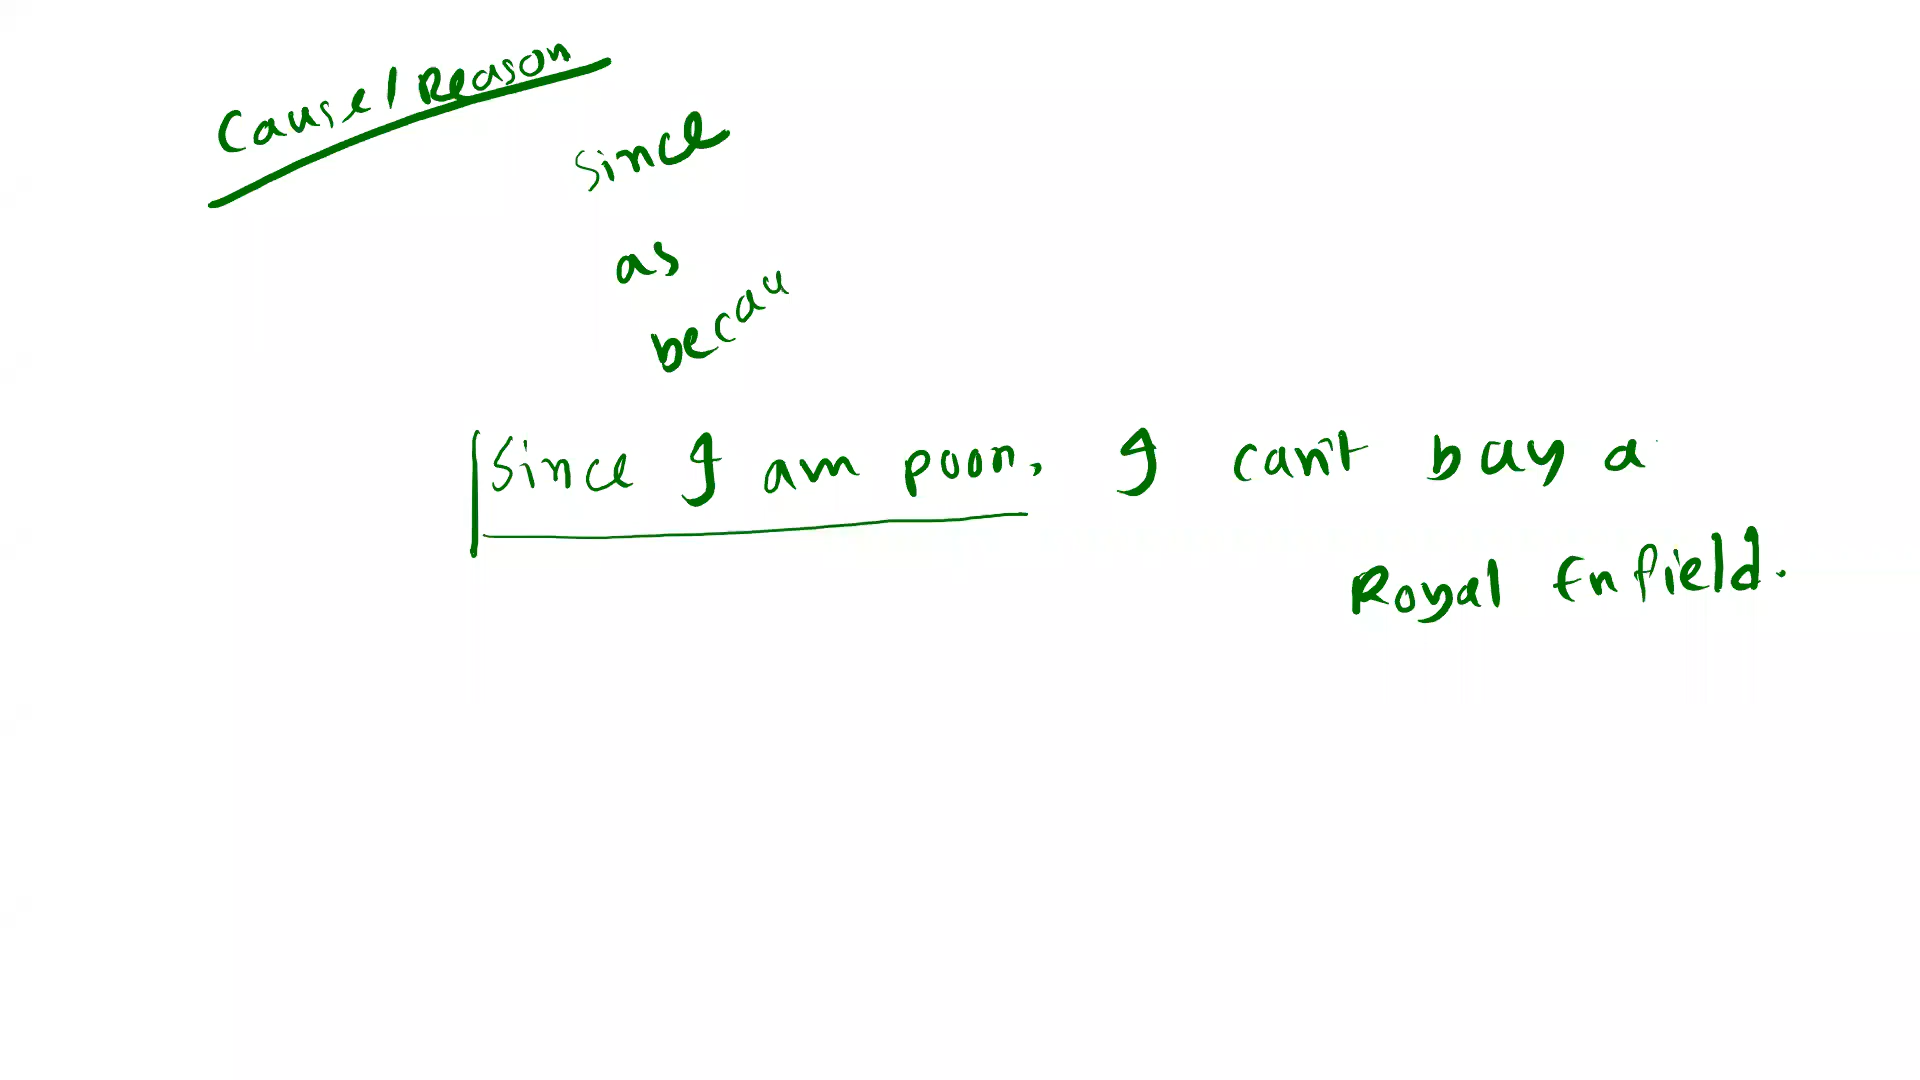 Cause/Reason
since
as
becau
Since I am poor, I can't buy a
Royal Enfield.